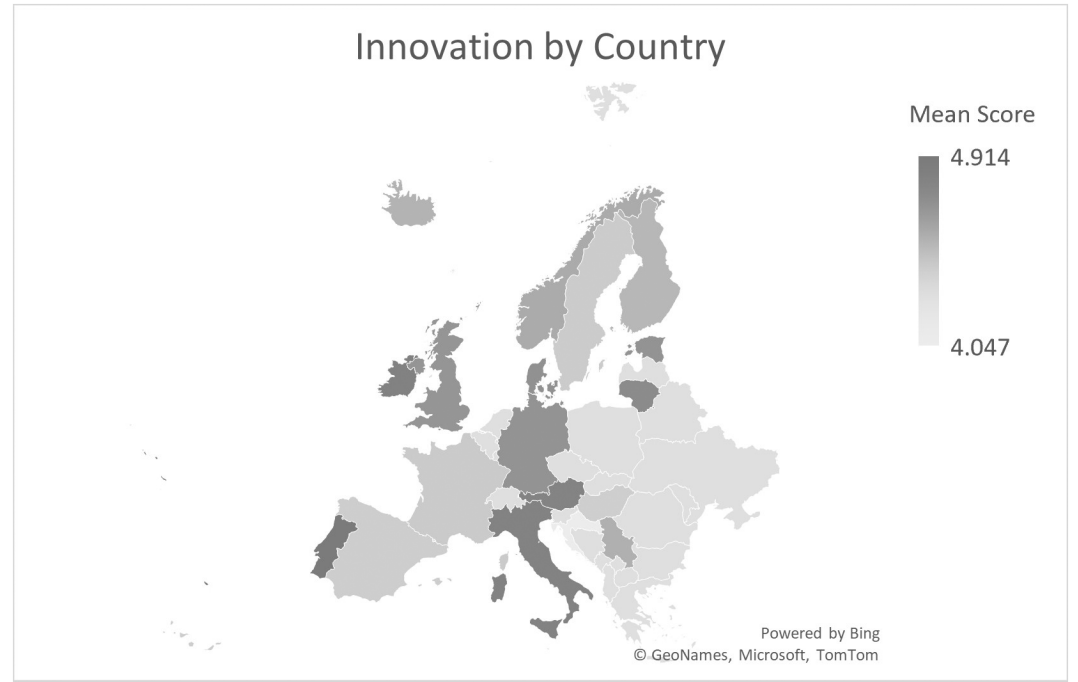 Innovation by Country
Mean Score
4.914
4.047
Powered by Bing
© GeoNames, Microsoft, TomTom